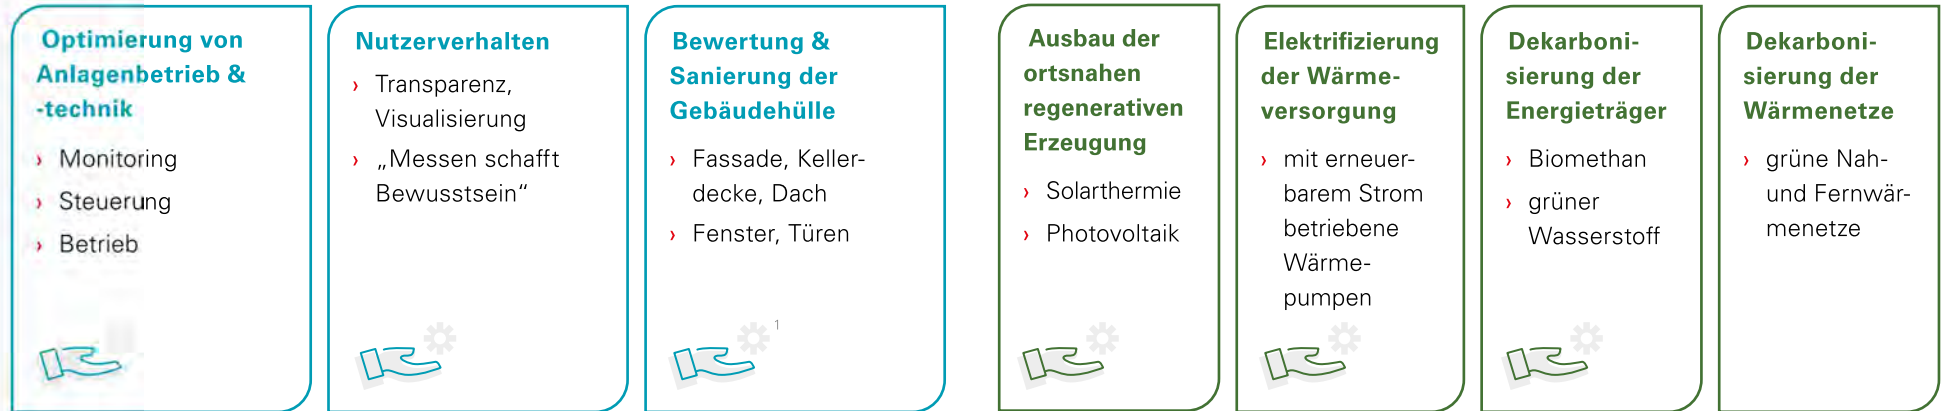 Optimierung von
Anlagenbetrieb &
-technik
› Monitoring
› Steuerung
› Betrieb
Nutzerverhalten
› Transparenz,
Visualisierung
› „Messen schafft
Bewusstsein“
Bewertung &
Sanierung der
Gebäudehülle
› Fassade, Keller-
decke, Dach
› Fenster, Türen
1
Ausbau der
ortsnahen
regenerativen
Erzeugung
› Solarthermie
› Photovoltaik
Elektrifizierung
der Wärme-
versorgung
› mit erneuer-
barem Strom
betriebene
Wärme-
pumpen
Dekarboni-
sierung der
Energieträger
› Biomethan
› grüner
Wasserstoff
Dekarboni-
sierung der
Wärmenetze
› grüne Nah-
und Fernwär-
menetze